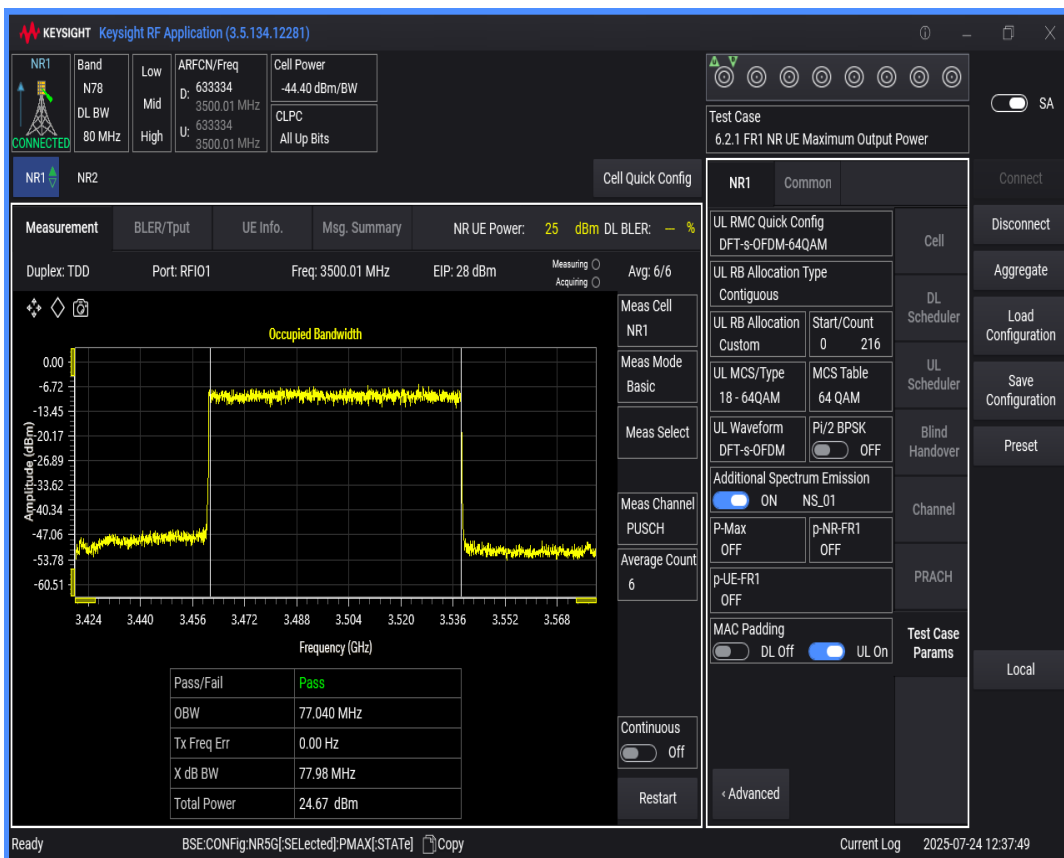 KEYSIGHT Keysight RF Application (3.5.134.12281)
NR1
CONNECTED
Band
N78
DL BW
80 MHz
Low
Mid
High
ARFCN/Freq
D: 633334
3500.01 MHz
U: 633334
3500.01 MHz
Cell Power
-44.40 dBm/BW
CLPC
All Up Bits
Test Case
6.2.1 FR1 NR UE Maximum Output Power
SA
NR1 NR2
Cell Quick Config
Measurement BLER/Tput UE Info. Msg. Summary NR UE Power: 25 dBm DL BLER: — %
Duplex: TDD Port: RFIO1 Freq: 3500.01 MHz EIP: 28 dBm Measuring Acquiring Avg: 6/6
Occupied Bandwidth
Amplitude (dBm)
0.00
-6.72
-13.45
-20.17
-26.89
-33.62
-40.34
-47.06
-53.78
-60.51
3.424 3.440 3.456 3.472 3.488 3.504 3.520 3.536 3.552 3.568
Frequency (GHz)
Pass/Fail Pass
OBW 77.040 MHz
Tx Freq Err 0.00 Hz
X dB BW 77.98 MHz
Total Power 24.67 dBm
Meas Cell
NR1
Meas Mode
Basic
Meas Select
Meas Channel
PUSCH
Average Count
6
Continuous
Off
Restart
NR1 Common
UL RMC Quick Config
DFT-s-OFDM-64QAM
UL RB Allocation Type
Contiguous
UL RB Allocation
Custom
Start/Count
0 216
UL MCS/Type
18 - 64QAM
MCS Table
64 QAM
UL Waveform
DFT-s-OFDM
Pi/2 BPSK
OFF
Additional Spectrum Emission
ON NS_01
P-Max
OFF
p-NR-FR1
OFF
p-UE-FR1
OFF
MAC Padding
DL Off UL On
‹ Advanced
Cell
DL
Scheduler
UL
Scheduler
Blind
Handover
Channel
PRACH
Test Case
Params
Connect
Disconnect
Aggregate
Load
Configuration
Save
Configuration
Preset
Local
Ready BSE:CONFig:NR5G[:SELected]:PMAX[:STATe] Copy Current Log 2025-07-24 12:37:49